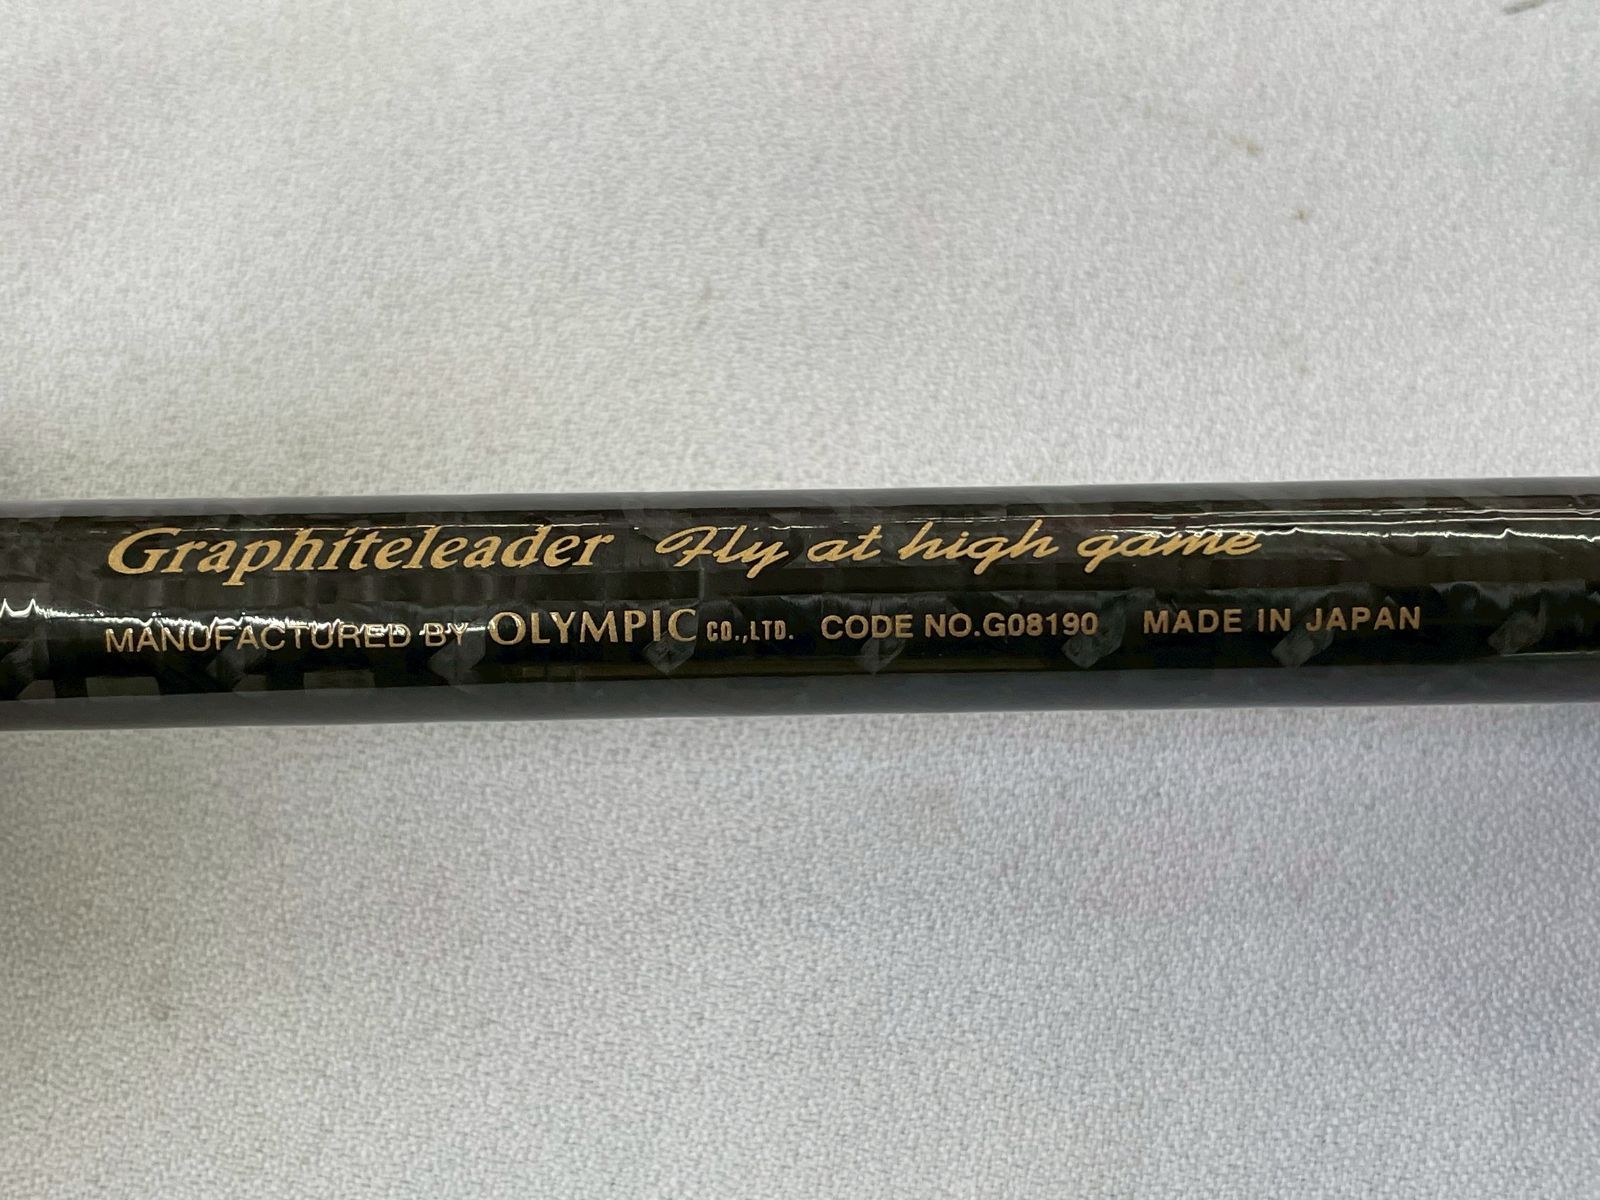 Graphiteleader Fly at high game
MANUFACTURED BY OLYMPIC CO.,LTD. CODE NO.G08190 MADE IN JAPAN